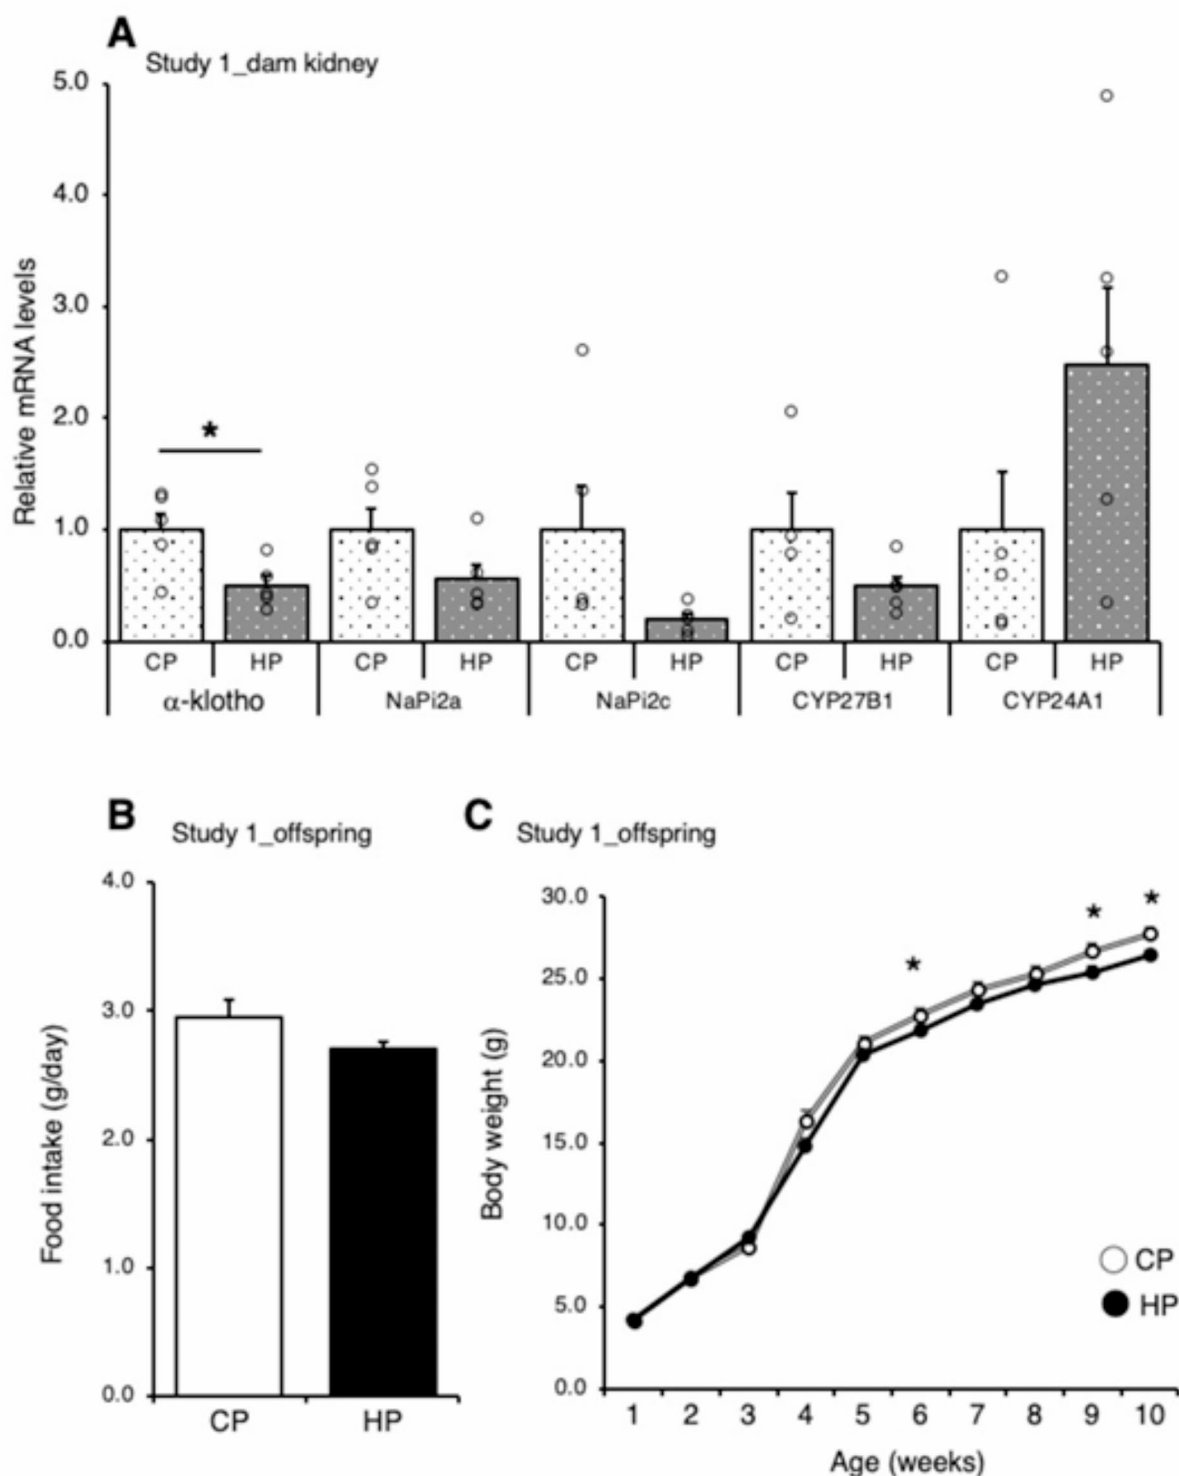 A
Study 1_dam kidney
Relative mRNA levels
5.0
4.0
3.0
2.0
1.0
0.0
*
CP HP CP HP CP HP CP HP CP HP
α-klotho NaPi2a NaPi2c CYP27B1 CYP24A1
B
Study 1_offspring
Food intake (g/day)
4.0
3.0
2.0
1.0
0.0
CP HP
C
Study 1_offspring
Body weight (g)
30.0
25.0
20.0
15.0
10.0
5.0
0.0
* * *
CP
HP
1 2 3 4 5 6 7 8 9 10
Age (weeks)